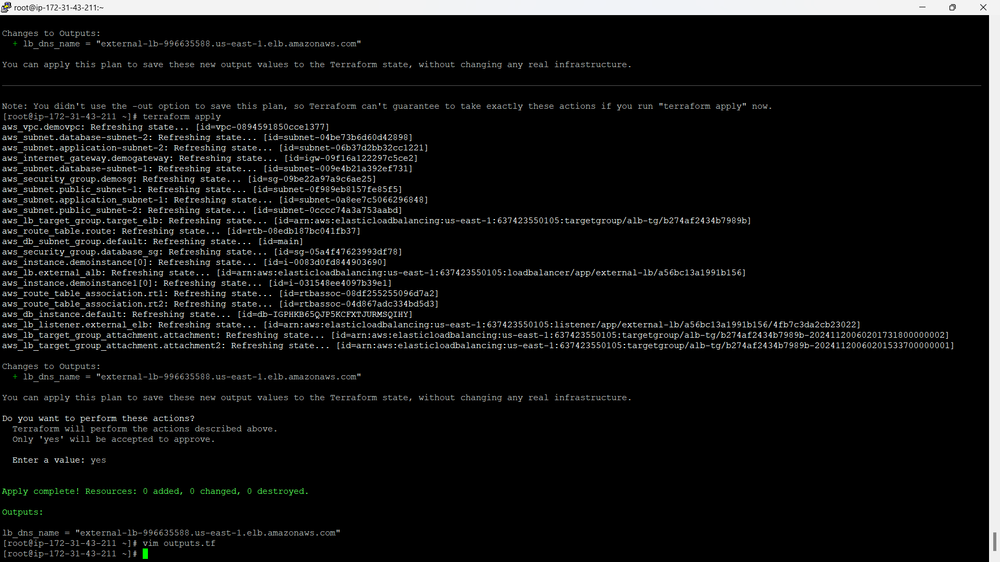 root@ip-172-31-43-211:~
Changes to Outputs:
  + lb_dns_name = "external-lb-996635588.us-east-1.elb.amazonaws.com"
You can apply this plan to save these new output values to the Terraform state, without changing any real infrastructure.
Note: You didn't use the -out option to save this plan, so Terraform can't guarantee to take exactly these actions if you run "terraform apply" now.
[root@ip-172-31-43-211 ~]# terraform apply
aws_vpc.demovpc: Refreshing state... [id=vpc-0894591850cce1377]
aws_subnet.database-subnet-2: Refreshing state... [id=subnet-04be73b6d60d42898]
aws_subnet.application-subnet-2: Refreshing state... [id=subnet-06b37d2bb32cc1221]
aws_internet_gateway.demogateway: Refreshing state... [id=igw-09f16a122297c5ce2]
aws_subnet.database-subnet-1: Refreshing state... [id=subnet-009e4b21a392ef731]
aws_security_group.demosg: Refreshing state... [id=sg-09be22a97a9c6ae25]
aws_subnet.public_subnet-1: Refreshing state... [id=subnet-0f989eb8157fe85f5]
aws_subnet.application_subnet-1: Refreshing state... [id=subnet-0a8ee7c5066296848]
aws_subnet.public_subnet-2: Refreshing state... [id=subnet-0cccc74a3a753aabd]
aws_lb_target_group.target_elb: Refreshing state... [id=arn:aws:elasticloadbalancing:us-east-1:637423550105:targetgroup/alb-tg/b274af2434b7989b]
aws_route_table.route: Refreshing state... [id=rtb-08edb187bc041fb37]
aws_db_subnet_group.default: Refreshing state... [id=main]
aws_security_group.database_sg: Refreshing state... [id=sg-05a4f47623993df78]
aws_instance.demoinstance[0]: Refreshing state... [id=i-0083d0fd844903690]
aws_lb.external_alb: Refreshing state... [id=arn:aws:elasticloadbalancing:us-east-1:637423550105:loadbalancer/app/external-lb/a56bc13a1991b156]
aws_instance.demoinstance1[0]: Refreshing state... [id=i-031548ee4097b39e1]
aws_route_table_association.rt1: Refreshing state... [id=rtbassoc-08df255255096d7a2]
aws_route_table_association.rt2: Refreshing state... [id=rtbassoc-04d867adc334bd5d3]
aws_db_instance.default: Refreshing state... [id=db-IGPHKB65QJP5KCFXTJURMSQIHY]
aws_lb_listener.external_elb: Refreshing state... [id=arn:aws:elasticloadbalancing:us-east-1:637423550105:listener/app/external-lb/a56bc13a1991b156/4fb7c3da2cb23022]
aws_lb_target_group_attachment.attachment: Refreshing state... [id=arn:aws:elasticloadbalancing:us-east-1:637423550105:targetgroup/alb-tg/b274af2434b7989b-20241120060201731800000002]
aws_lb_target_group_attachment.attachment2: Refreshing state... [id=arn:aws:elasticloadbalancing:us-east-1:637423550105:targetgroup/alb-tg/b274af2434b7989b-20241120060201533700000001]
Changes to Outputs:
  + lb_dns_name = "external-lb-996635588.us-east-1.elb.amazonaws.com"
You can apply this plan to save these new output values to the Terraform state, without changing any real infrastructure.
Do you want to perform these actions?
  Terraform will perform the actions described above.
  Only 'yes' will be accepted to approve.
  Enter a value: yes
Apply complete! Resources: 0 added, 0 changed, 0 destroyed.
Outputs:
lb_dns_name = "external-lb-996635588.us-east-1.elb.amazonaws.com"
[root@ip-172-31-43-211 ~]# vim outputs.tf
[root@ip-172-31-43-211 ~]#